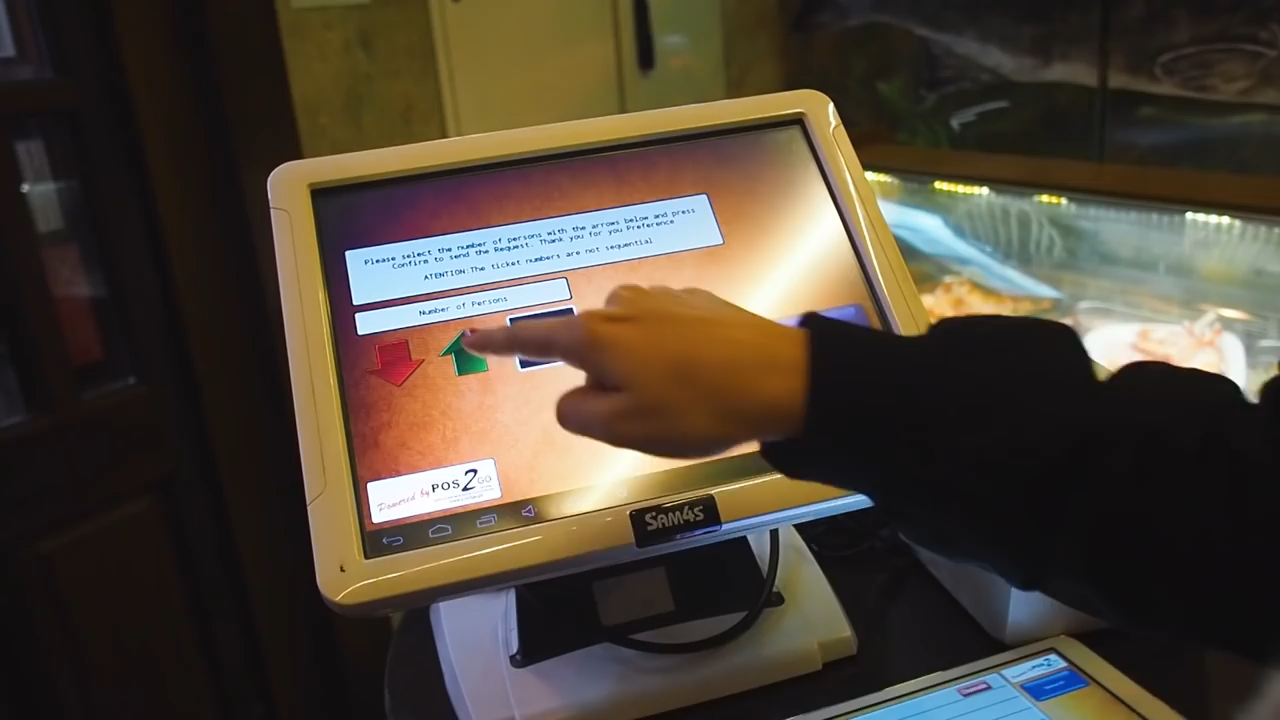 Please select the number of persons with the arrows below and press
Confirm to send the Request. Thank you for you Preference
ATENTION:The ticket numbers are not sequential
Number of Persons
Powered by POS2GO
SAM4S